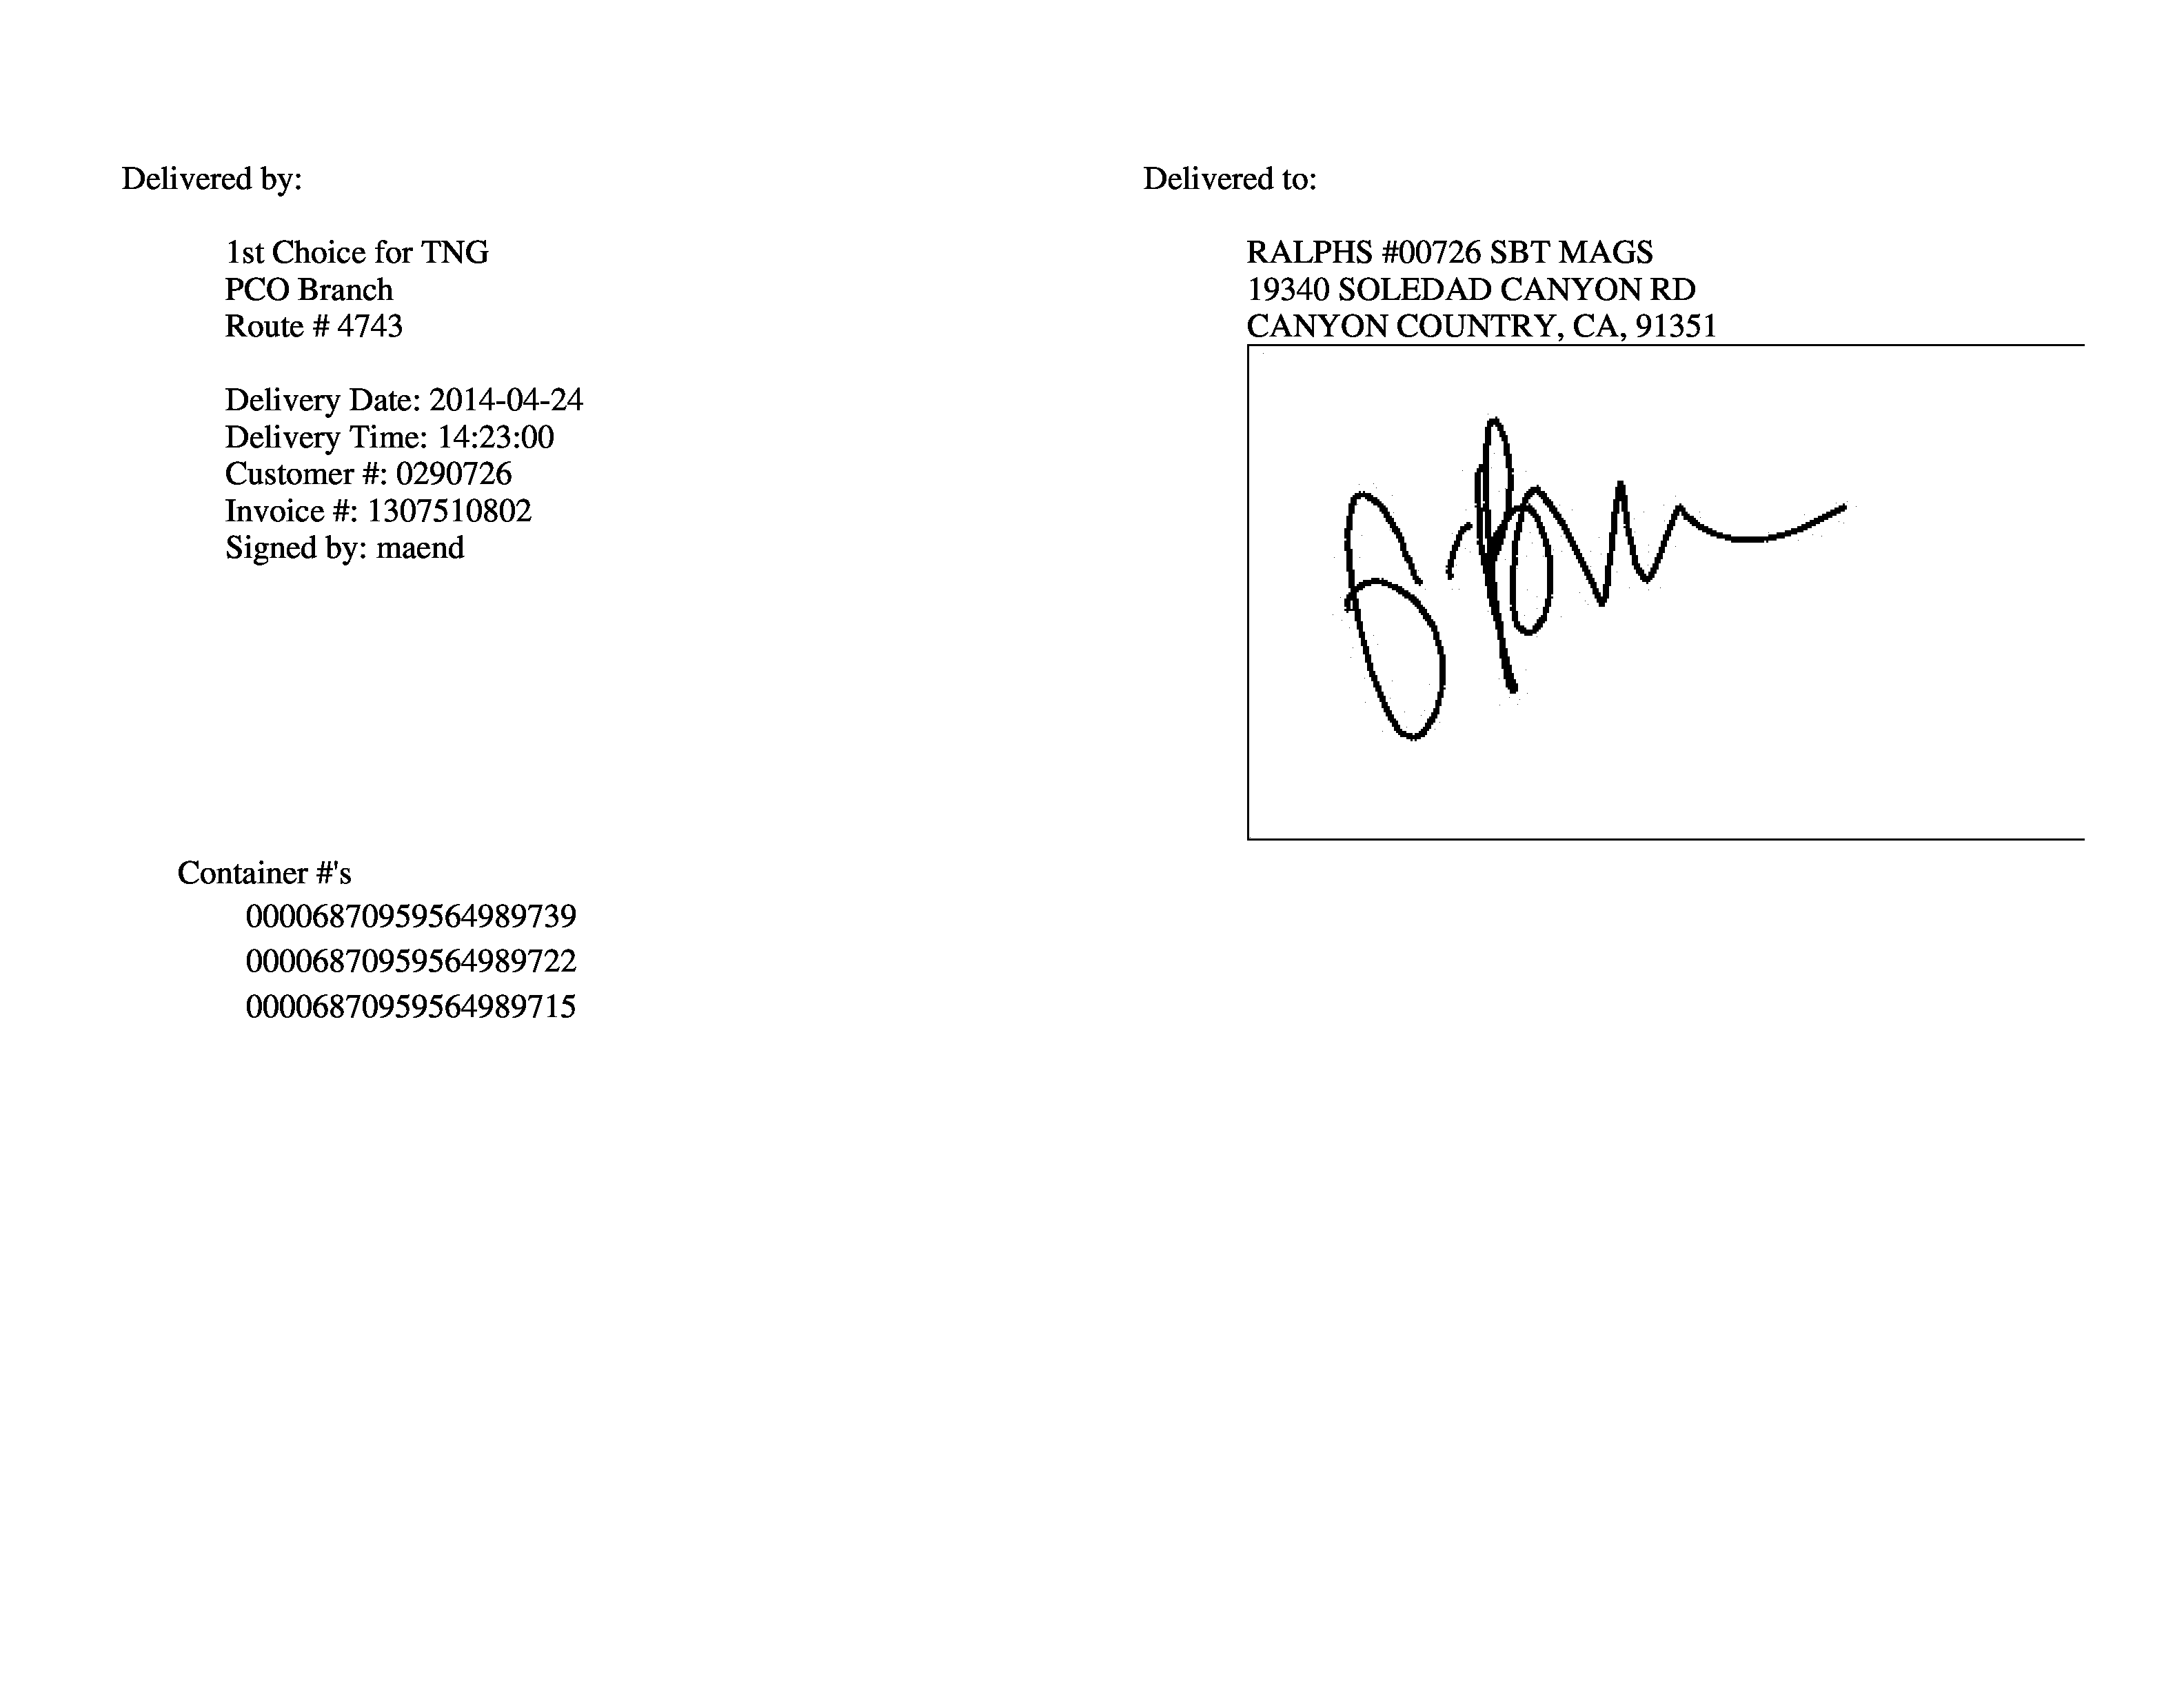 Delivered by:
1st Choice for TNG
PCO Branch
Route # 4743
Delivery Date: 2014-04-24
Delivery Time: 14:23:00
Customer #: 0290726
Invoice #: 1307510802
Signed by: maend
Delivered to:
RALPHS #00726 SBT MAGS
19340 SOLEDAD CANYON RD
CANYON COUNTRY, CA, 91351
Container #'s
00006870959564989739
00006870959564989722
00006870959564989715